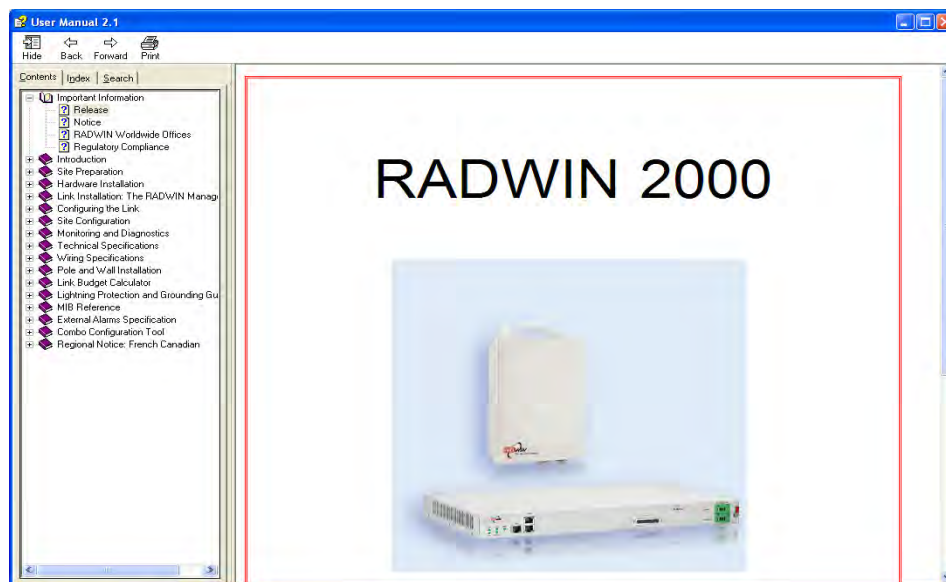 User Manual 2.1
Hide Back Forward Print
Contents Index Search
Important Information
Release
Notice
RADWIN Worldwide Offices
Regulatory Compliance
Introduction
Site Preparation
Hardware Installation
Link Installation: The RADWIN Manag
Configuring the Link
Site Configuration
Monitoring and Diagnostics
Technical Specifications
Wiring Specifications
Pole and Wall Installation
Link Budget Calculator
Lightning Protection and Grounding Gu
MIB Reference
External Alarms Specification
Combo Configuration Tool
Regional Notice: French Canadian
RADWIN 2000